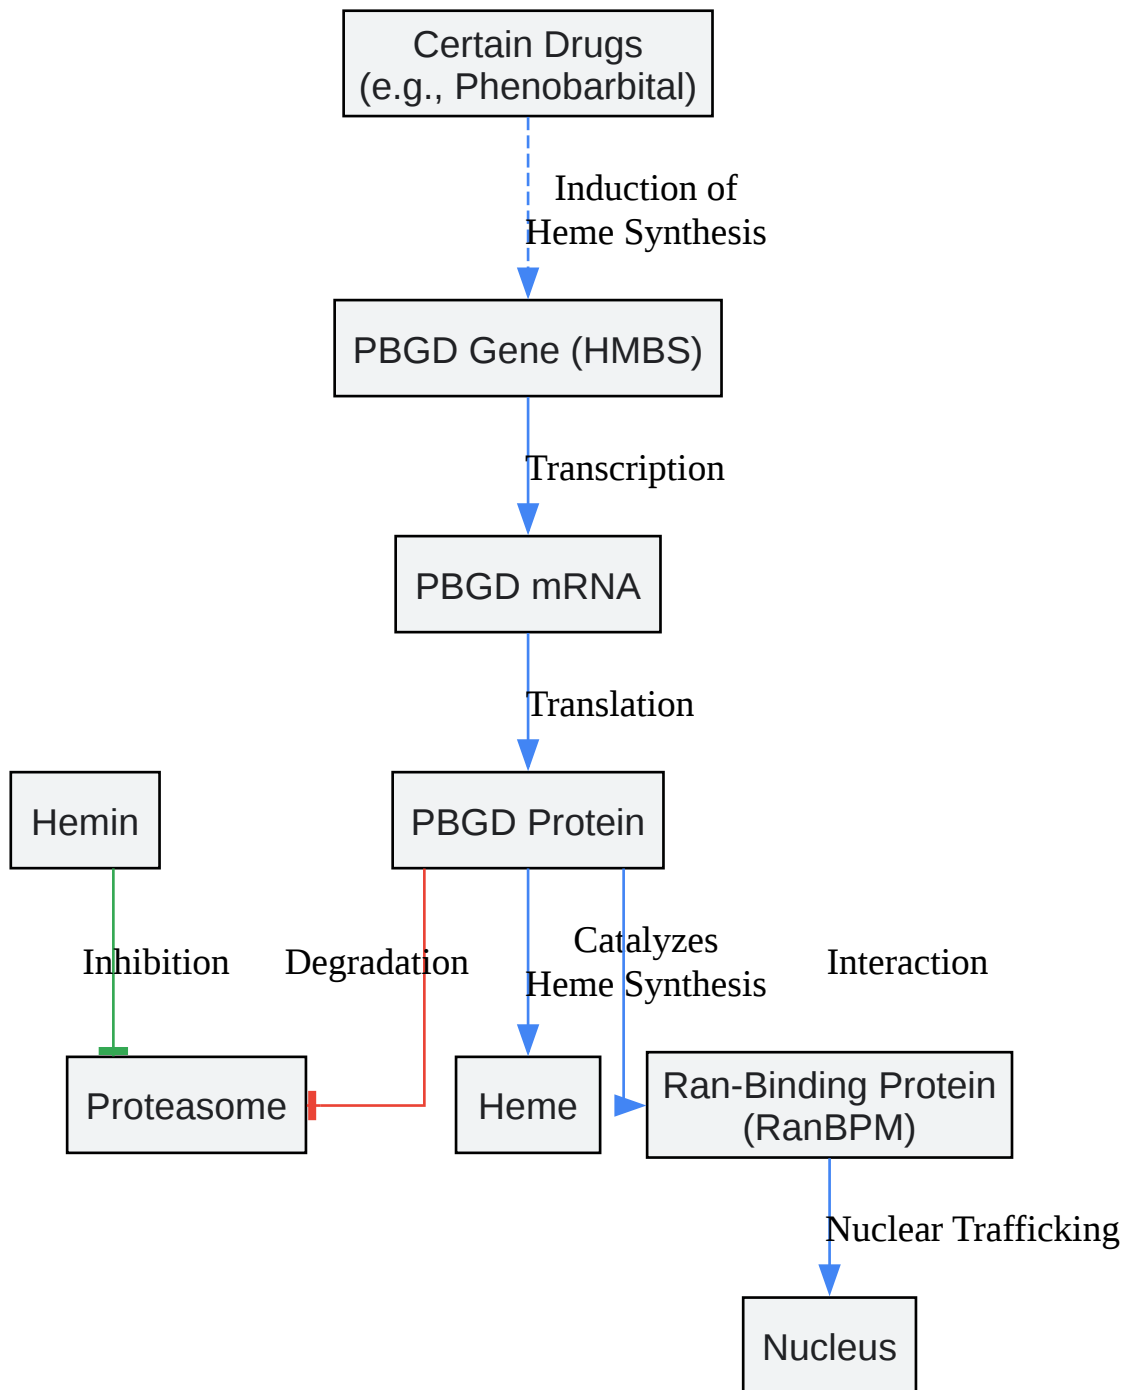 Certain Drugs
(e.g., Phenobarbital)
Induction of
Heme Synthesis
PBGD Gene (HMBS)
Transcription
PBGD mRNA
Translation
Hemin
PBGD Protein
Inhibition
Degradation
Catalyzes
Heme Synthesis
Interaction
Proteasome
Heme
Ran-Binding Protein
(RanBPM)
Nuclear Trafficking
Nucleus